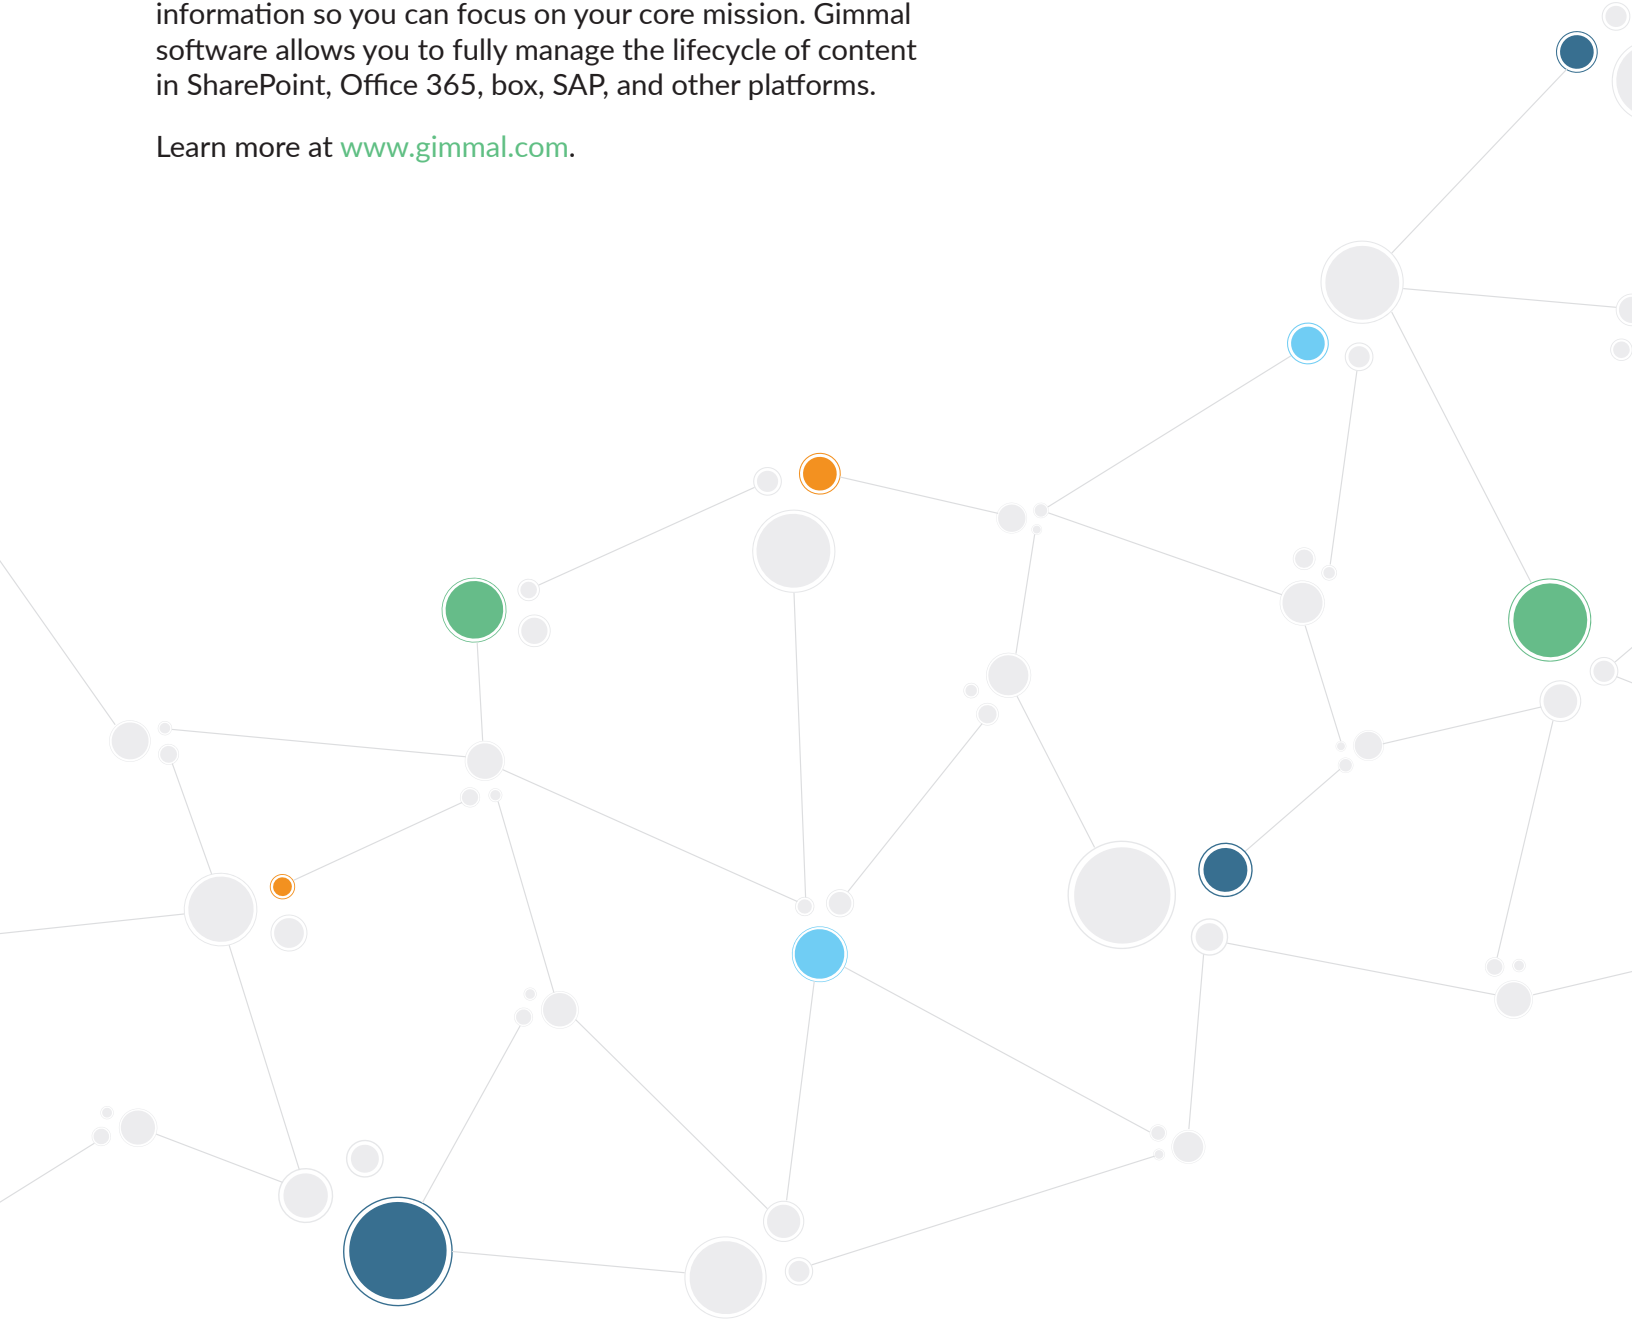 information so you can focus on your core mission. Gimmal
software allows you to fully manage the lifecycle of content
in SharePoint, Office 365, box, SAP, and other platforms.
Learn more at www.gimmal.com.